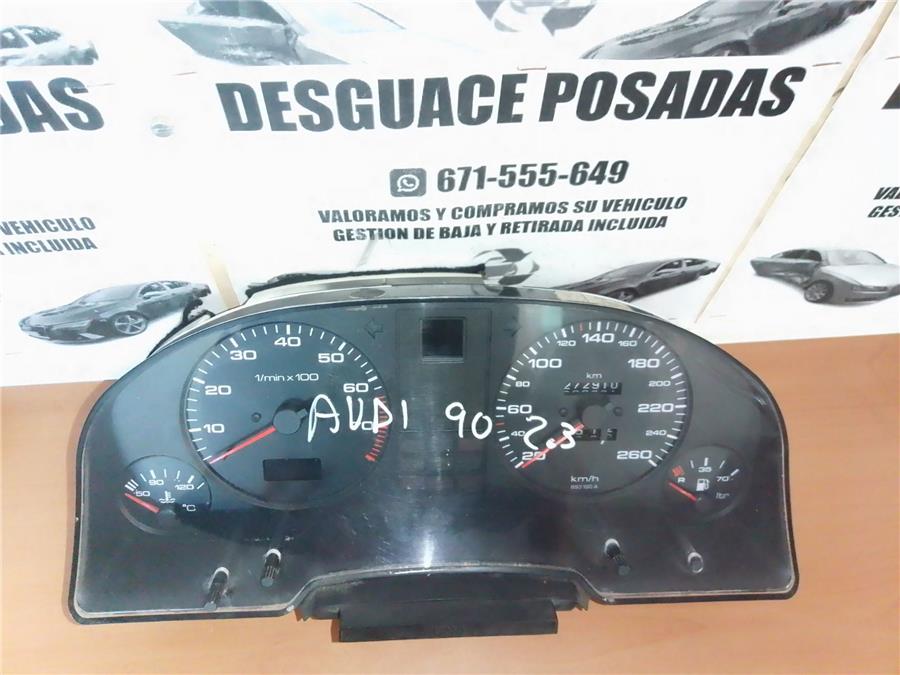 DAS
DESGUACE POSADAS
671-555-649
VALORAMOS Y COMPRAMOS SU VEHICULO
GESTION DE BAJA Y RETIRADA INCLUIDA
VEHICULO
INCLUIDA
10 20 30 40 50 60
1/min x 100
20 40 60 80 100 120 140 160 180 200 220 240 260
km
272910
km/h
50 90 120
°C
R 35 70
ltr
AUDI 90 2.3